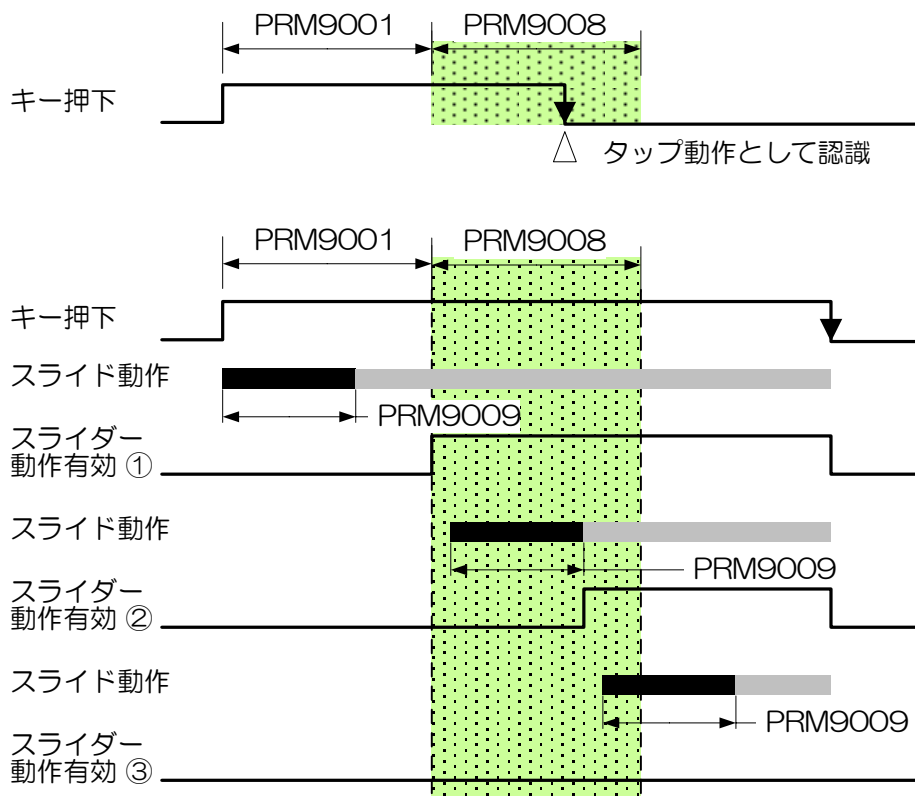 PRM9001 PRM9008
キー押下
△ タップ動作として認識
PRM9001 PRM9008
キー押下
スライド動作
PRM9009
スライダー
動作有効 ①
スライド動作
PRM9009
スライダー
動作有効 ②
スライド動作
PRM9009
スライダー
動作有効 ③